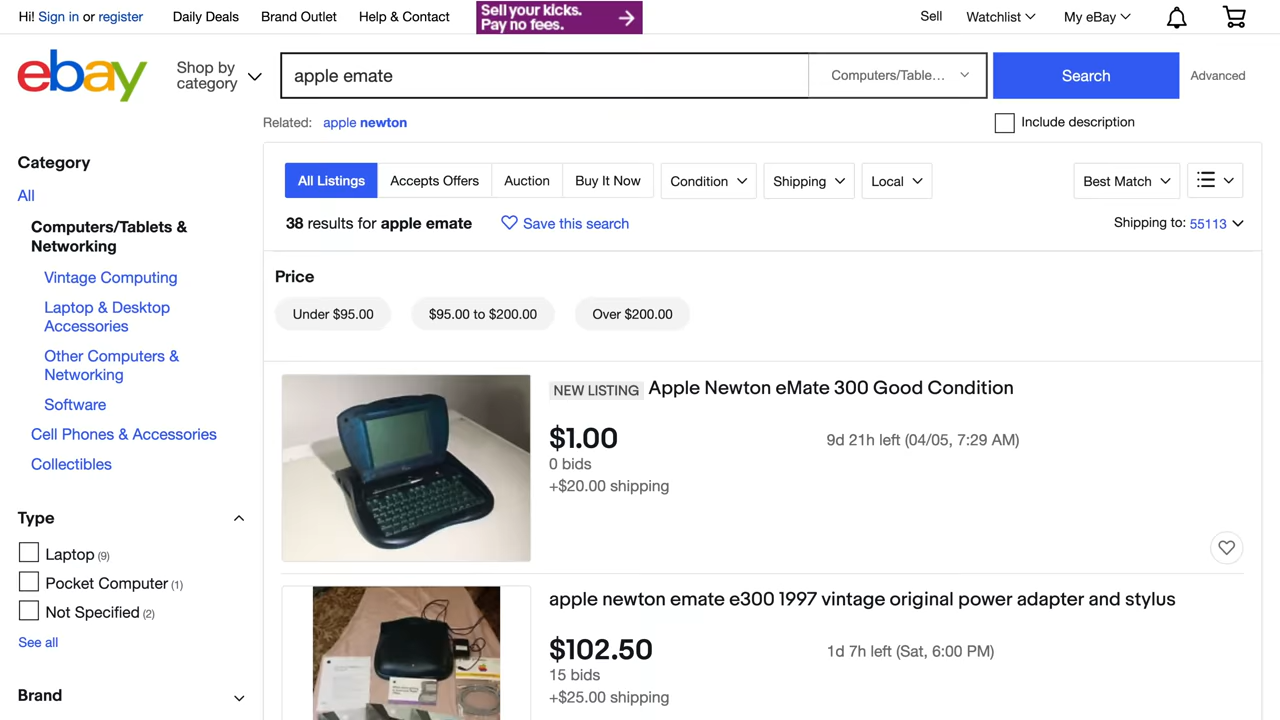 Hi! Sign in or register
Daily Deals
Brand Outlet
Help & Contact
Sell your kicks.
Pay no fees.
Sell
Watchlist
My eBay
ebay
Shop by
category
apple emate
Computers/Table...
Search
Advanced
Related: apple newton
Include description
Category
All
Computers/Tablets &
Networking
Vintage Computing
Laptop & Desktop
Accessories
Other Computers &
Networking
Software
Cell Phones & Accessories
Collectibles
Type
Laptop (9)
Pocket Computer (1)
Not Specified (2)
See all
Brand
All Listings
Accepts Offers
Auction
Buy It Now
Condition
Shipping
Local
Best Match
38 results for apple emate
Save this search
Shipping to: 55113
Price
Under $95.00
$95.00 to $200.00
Over $200.00
NEW LISTING Apple Newton eMate 300 Good Condition
$1.00
9d 21h left (04/05, 7:29 AM)
0 bids
+$20.00 shipping
apple newton emate e300 1997 vintage original power adapter and stylus
$102.50
1d 7h left (Sat, 6:00 PM)
15 bids
+$25.00 shipping